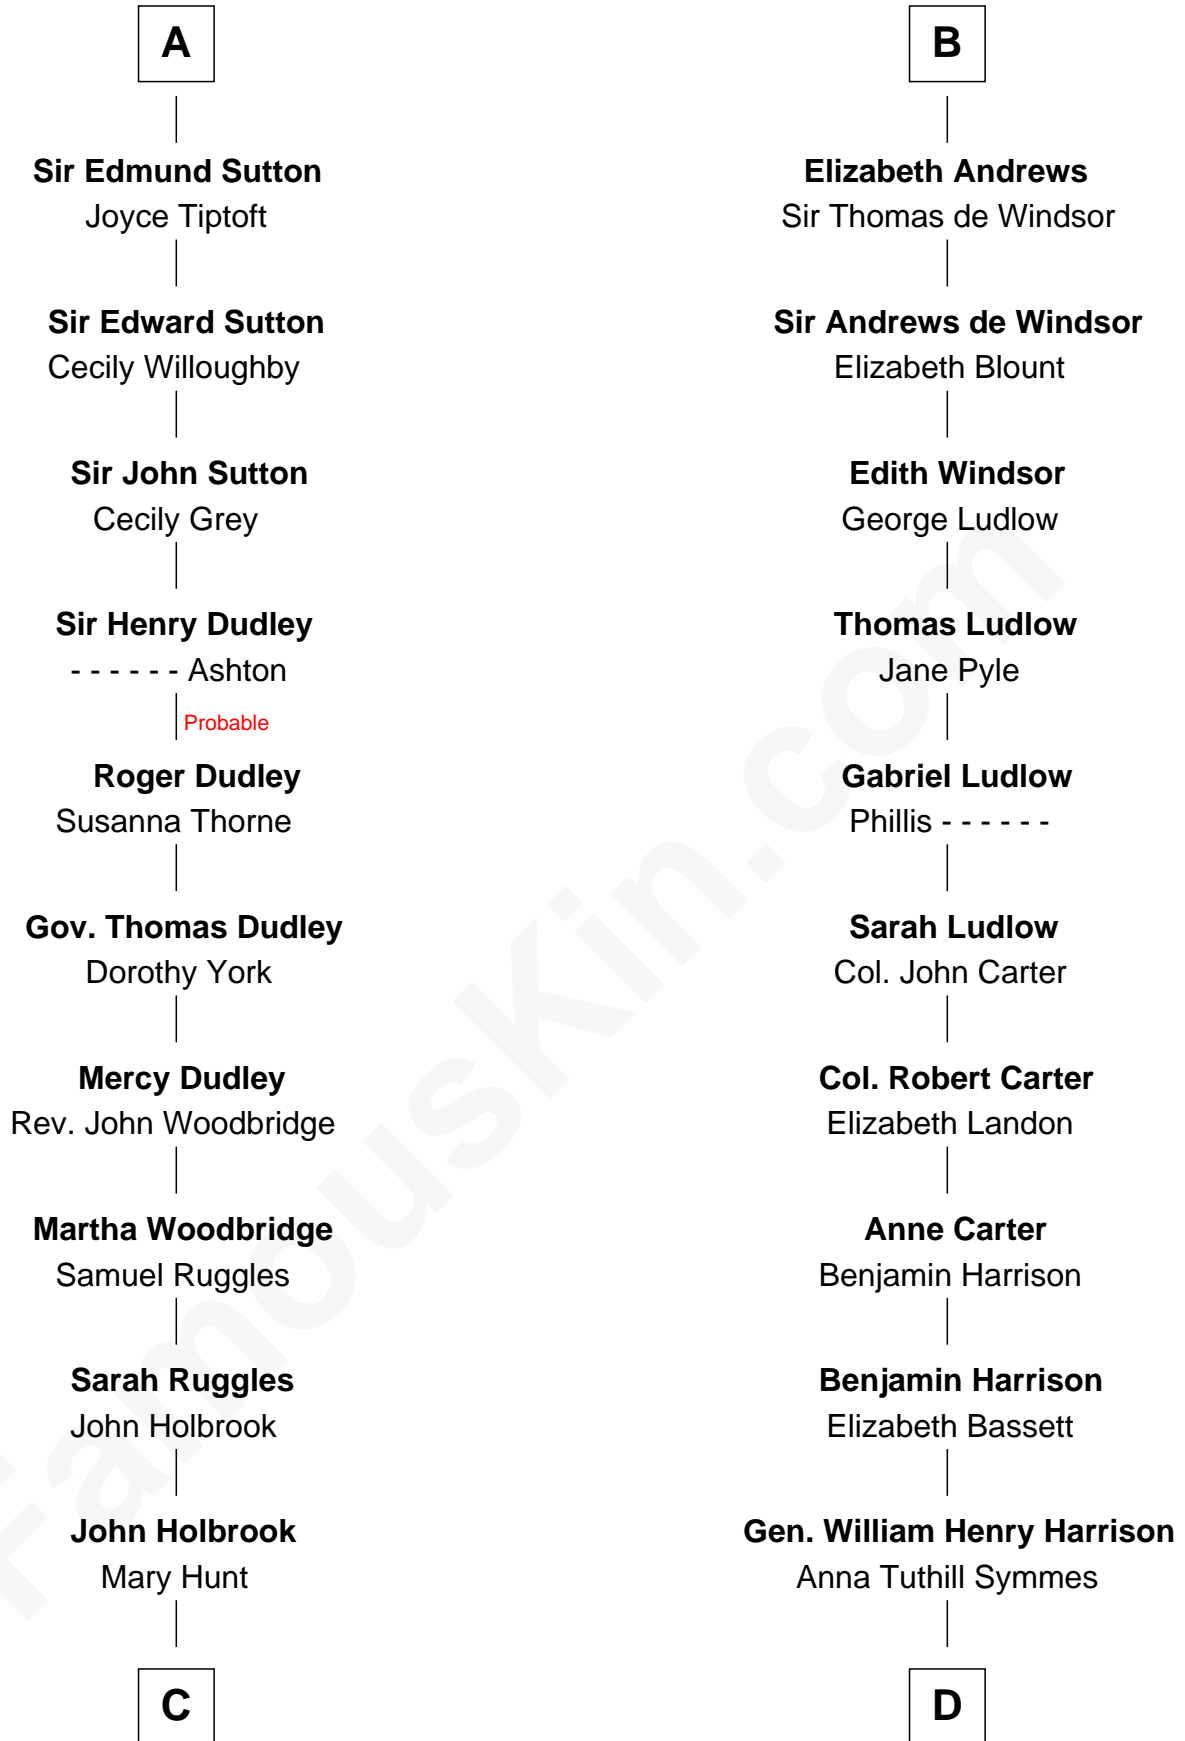 A
Sir Edmund Sutton
Joyce Tiptoft
Sir Edward Sutton
Cecily Willoughby
Sir John Sutton
Cecily Grey
Sir Henry Dudley
- - - - - - Ashton
Probable
Roger Dudley
Susanna Thorne
Gov. Thomas Dudley
Dorothy York
Mercy Dudley
Rev. John Woodbridge
Martha Woodbridge
Samuel Ruggles
Sarah Ruggles
John Holbrook
John Holbrook
Mary Hunt
C
B
Elizabeth Andrews
Sir Thomas de Windsor
Sir Andrews de Windsor
Elizabeth Blount
Edith Windsor
George Ludlow
Thomas Ludlow
Jane Pyle
Gabriel Ludlow
Phillis - - - - - -
Sarah Ludlow
Col. John Carter
Col. Robert Carter
Elizabeth Landon
Anne Carter
Benjamin Harrison
Benjamin Harrison
Elizabeth Bassett
Gen. William Henry Harrison
Anna Tuthill Symmes
D
FamousKin.com